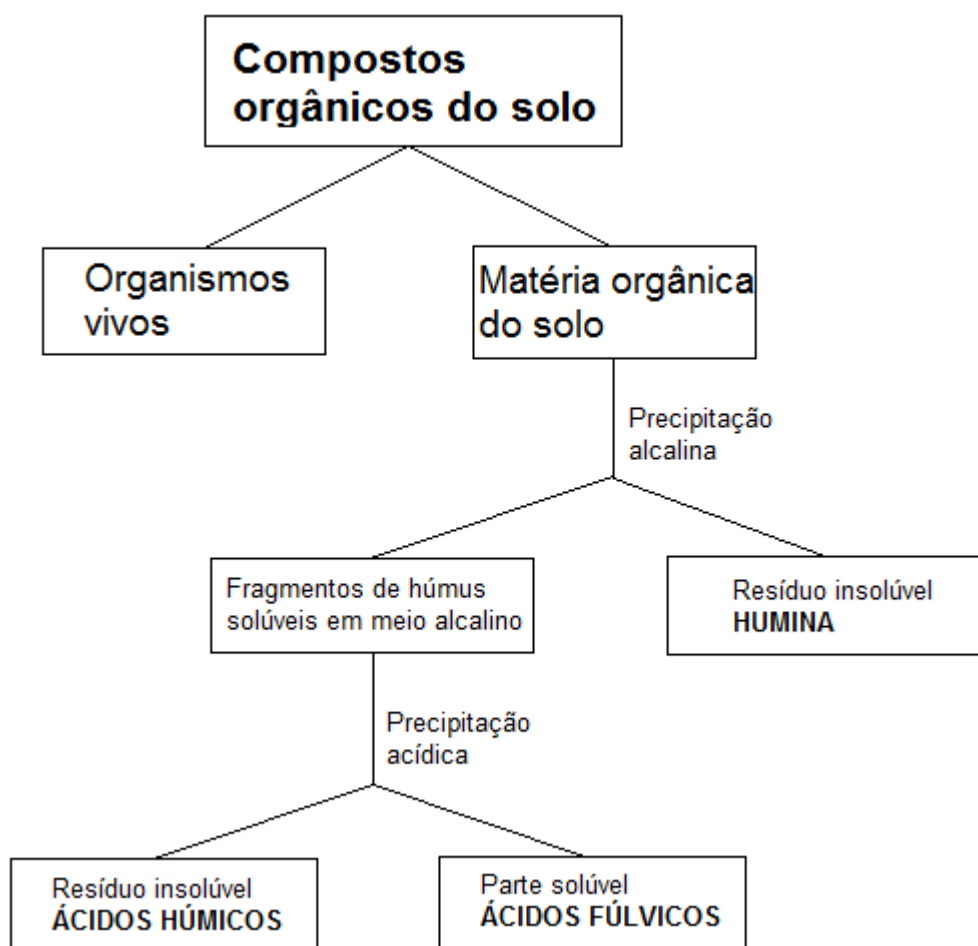 Compostos
orgânicos do solo
Organismos
vivos
Matéria orgânica
do solo
Precipitação
alcalina
Fragmentos de húmus
solúveis em meio alcalino
Resíduo insolúvel
HUMINA
Precipitação
acídica
Resíduo insolúvel
ÁCIDOS HÚMICOS
Parte solúvel
ÁCIDOS FÚLVICOS